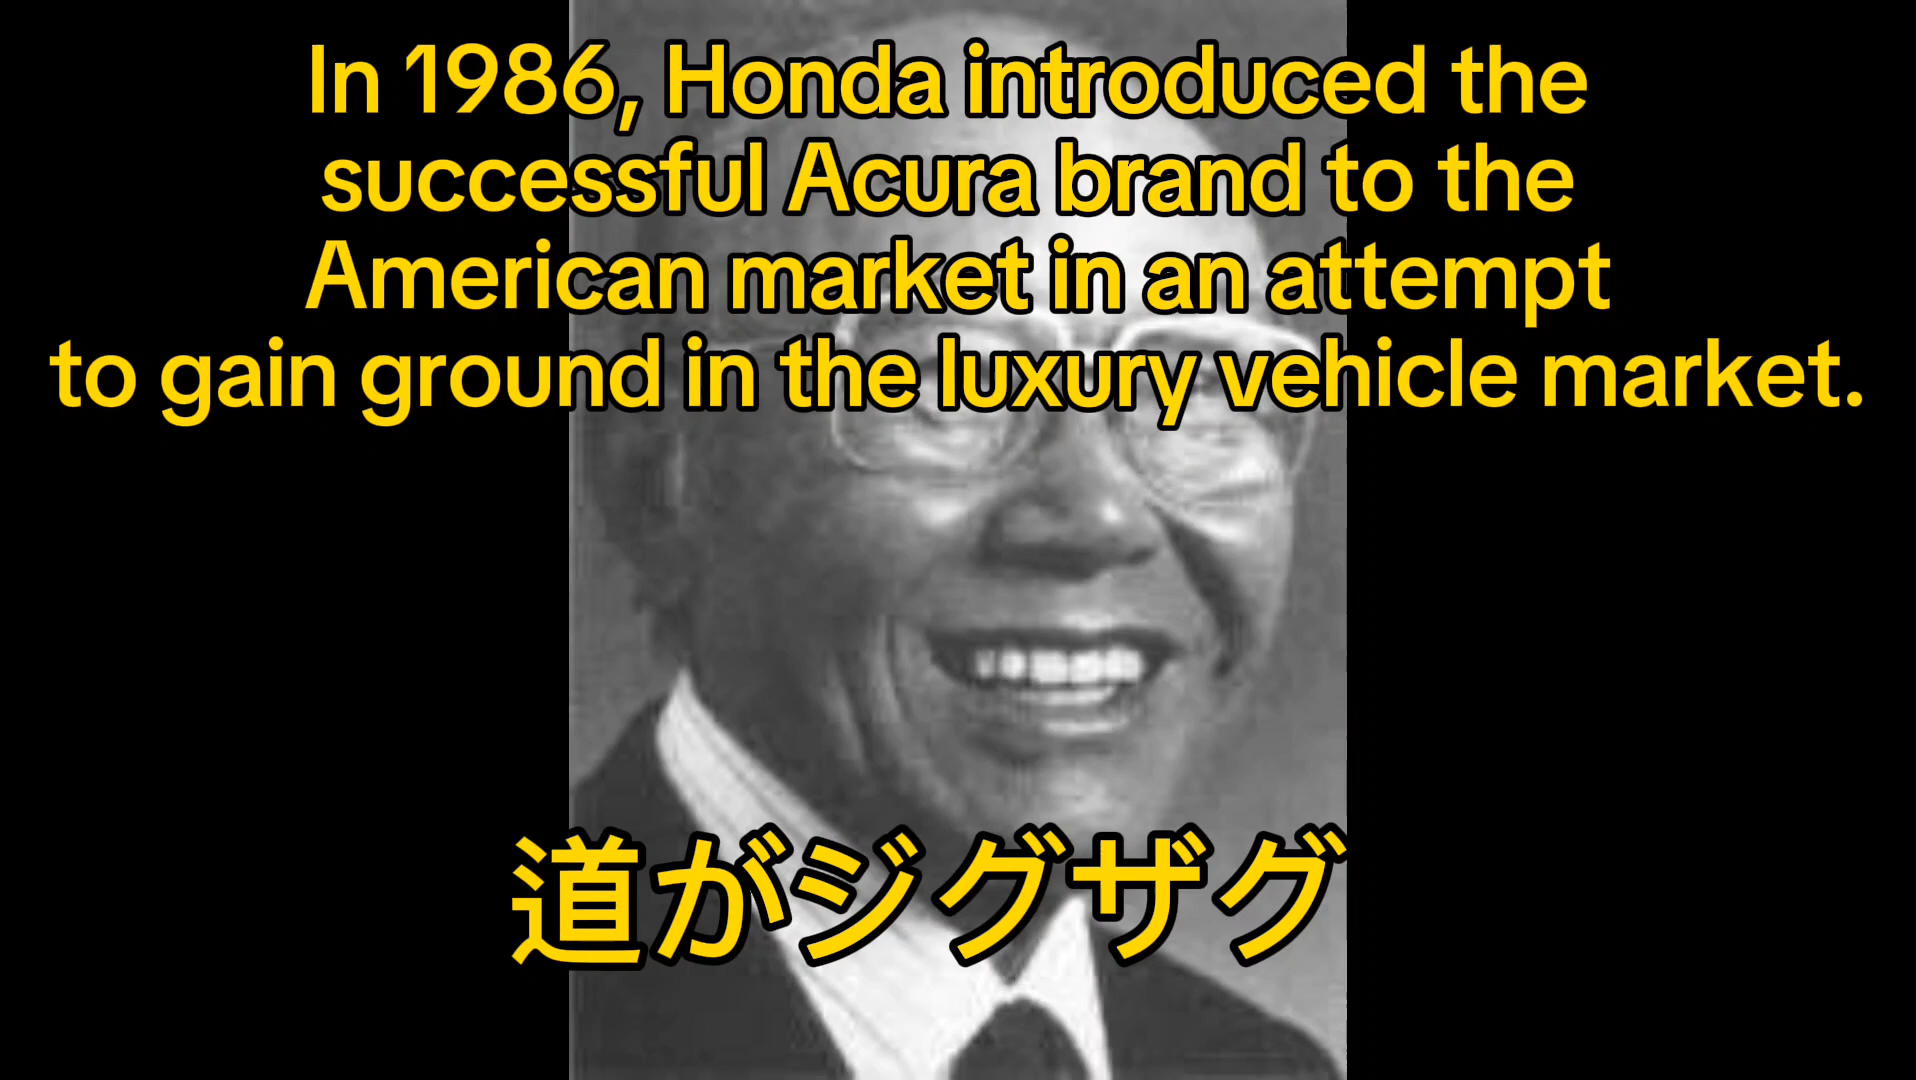 In 1986, Honda introduced the
successful Acura brand to the
American market in an attempt
to gain ground in the luxury vehicle market.
道がジグザグ